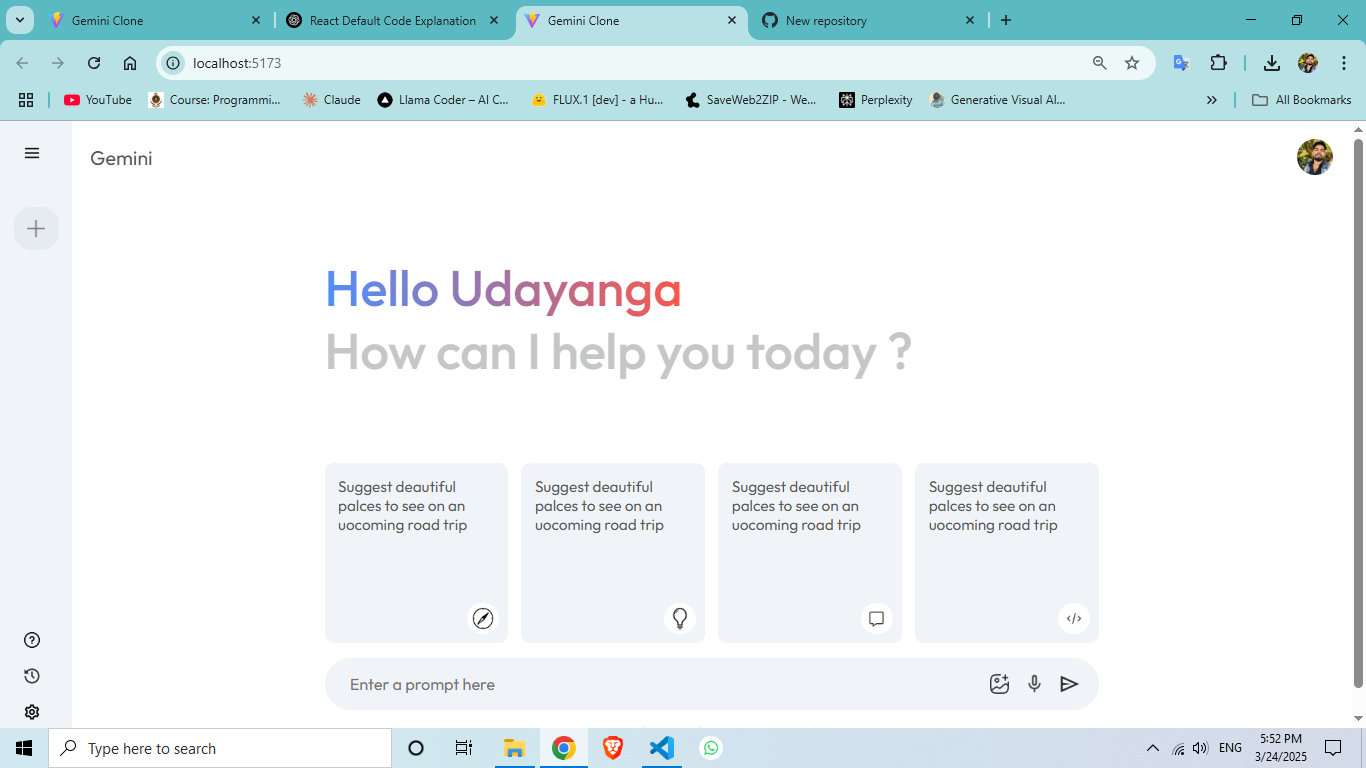 Gemini Clone
React Default Code Explanation
Gemini Clone
New repository
localhost:5173
YouTube
Course: Programmi...
Claude
Llama Coder – AI C...
FLUX.1 [dev] - a Hu...
SaveWeb2ZIP - We...
Perplexity
Generative Visual AI...
All Bookmarks
Gemini
Hello Udayanga
How can I help you today ?
Suggest deautiful
palces to see on an
uocoming road trip
Suggest deautiful
palces to see on an
uocoming road trip
Suggest deautiful
palces to see on an
uocoming road trip
Suggest deautiful
palces to see on an
uocoming road trip
Enter a prompt here
Type here to search
ENG
5:52 PM
3/24/2025